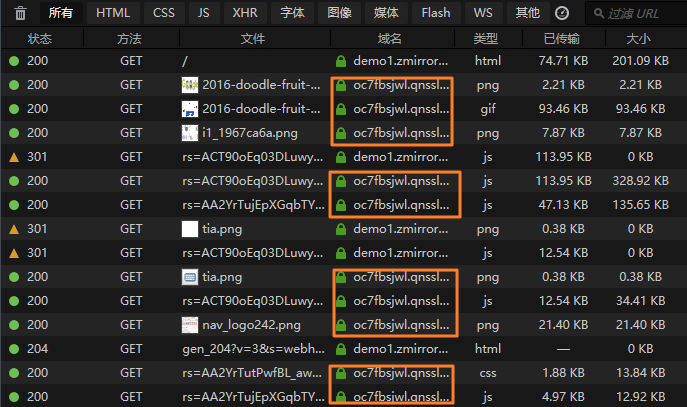 所有 HTML CSS JS XHR 字体 图像 媒体 Flash WS 其他 过滤 URL
状态 方法 文件 域名 类型 已传输 大小
200 GET / demo1.zmirror... html 74.71 KB 201.09 KB
200 GET 2016-doodle-fruit-... oc7fbsjwl.qnssl... png 2.21 KB 2.21 KB
200 GET 2016-doodle-fruit-... oc7fbsjwl.qnssl... gif 93.46 KB 93.46 KB
200 GET i1_1967ca6a.png oc7fbsjwl.qnssl... png 7.87 KB 7.87 KB
301 GET rs=ACT90oEq03DLuwy... demo1.zmirror... js 113.95 KB 0 KB
200 GET rs=ACT90oEq03DLuwy... oc7fbsjwl.qnssl... js 113.95 KB 328.92 KB
200 GET rs=AA2YrTujEpXGqbTY... oc7fbsjwl.qnssl... js 47.13 KB 135.65 KB
301 GET tia.png demo1.zmirror... png 0.38 KB 0 KB
301 GET rs=ACT90oEq03DLuwy... demo1.zmirror... js 12.54 KB 0 KB
200 GET tia.png oc7fbsjwl.qnssl... png 0.38 KB 0.38 KB
200 GET rs=ACT90oEq03DLuwy... oc7fbsjwl.qnssl... js 12.54 KB 34.41 KB
200 GET nav_logo242.png oc7fbsjwl.qnssl... png 21.40 KB 21.40 KB
204 GET gen_204?v=3&s=webh... demo1.zmirror... html — 0 KB
200 GET rs=AA2YrTutPwfBL_aw... oc7fbsjwl.qnssl... css 1.88 KB 13.84 KB
200 GET rs=AA2YrTujEpXGqbTY... oc7fbsjwl.qnssl... js 4.97 KB 12.92 KB